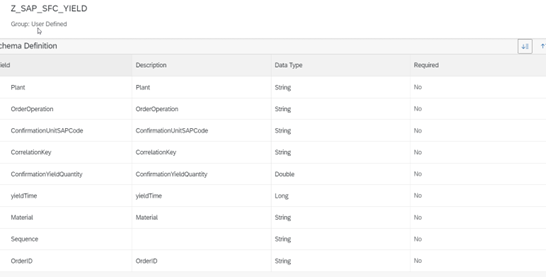 Z_SAP_SFC_YIELD
Group: User Defined
chema Definition
ield Description Data Type Required
Plant Plant String No
OrderOperation OrderOperation String No
ConfirmationUnitSAPCode ConfirmationUnitSAPCode String No
CorrelationKey CorrelationKey String No
ConfirmationYieldQuantity ConfirmationYieldQuantity Double No
yieldTime yieldTime Long No
Material Material String No
Sequence String No
OrderID OrderID String No